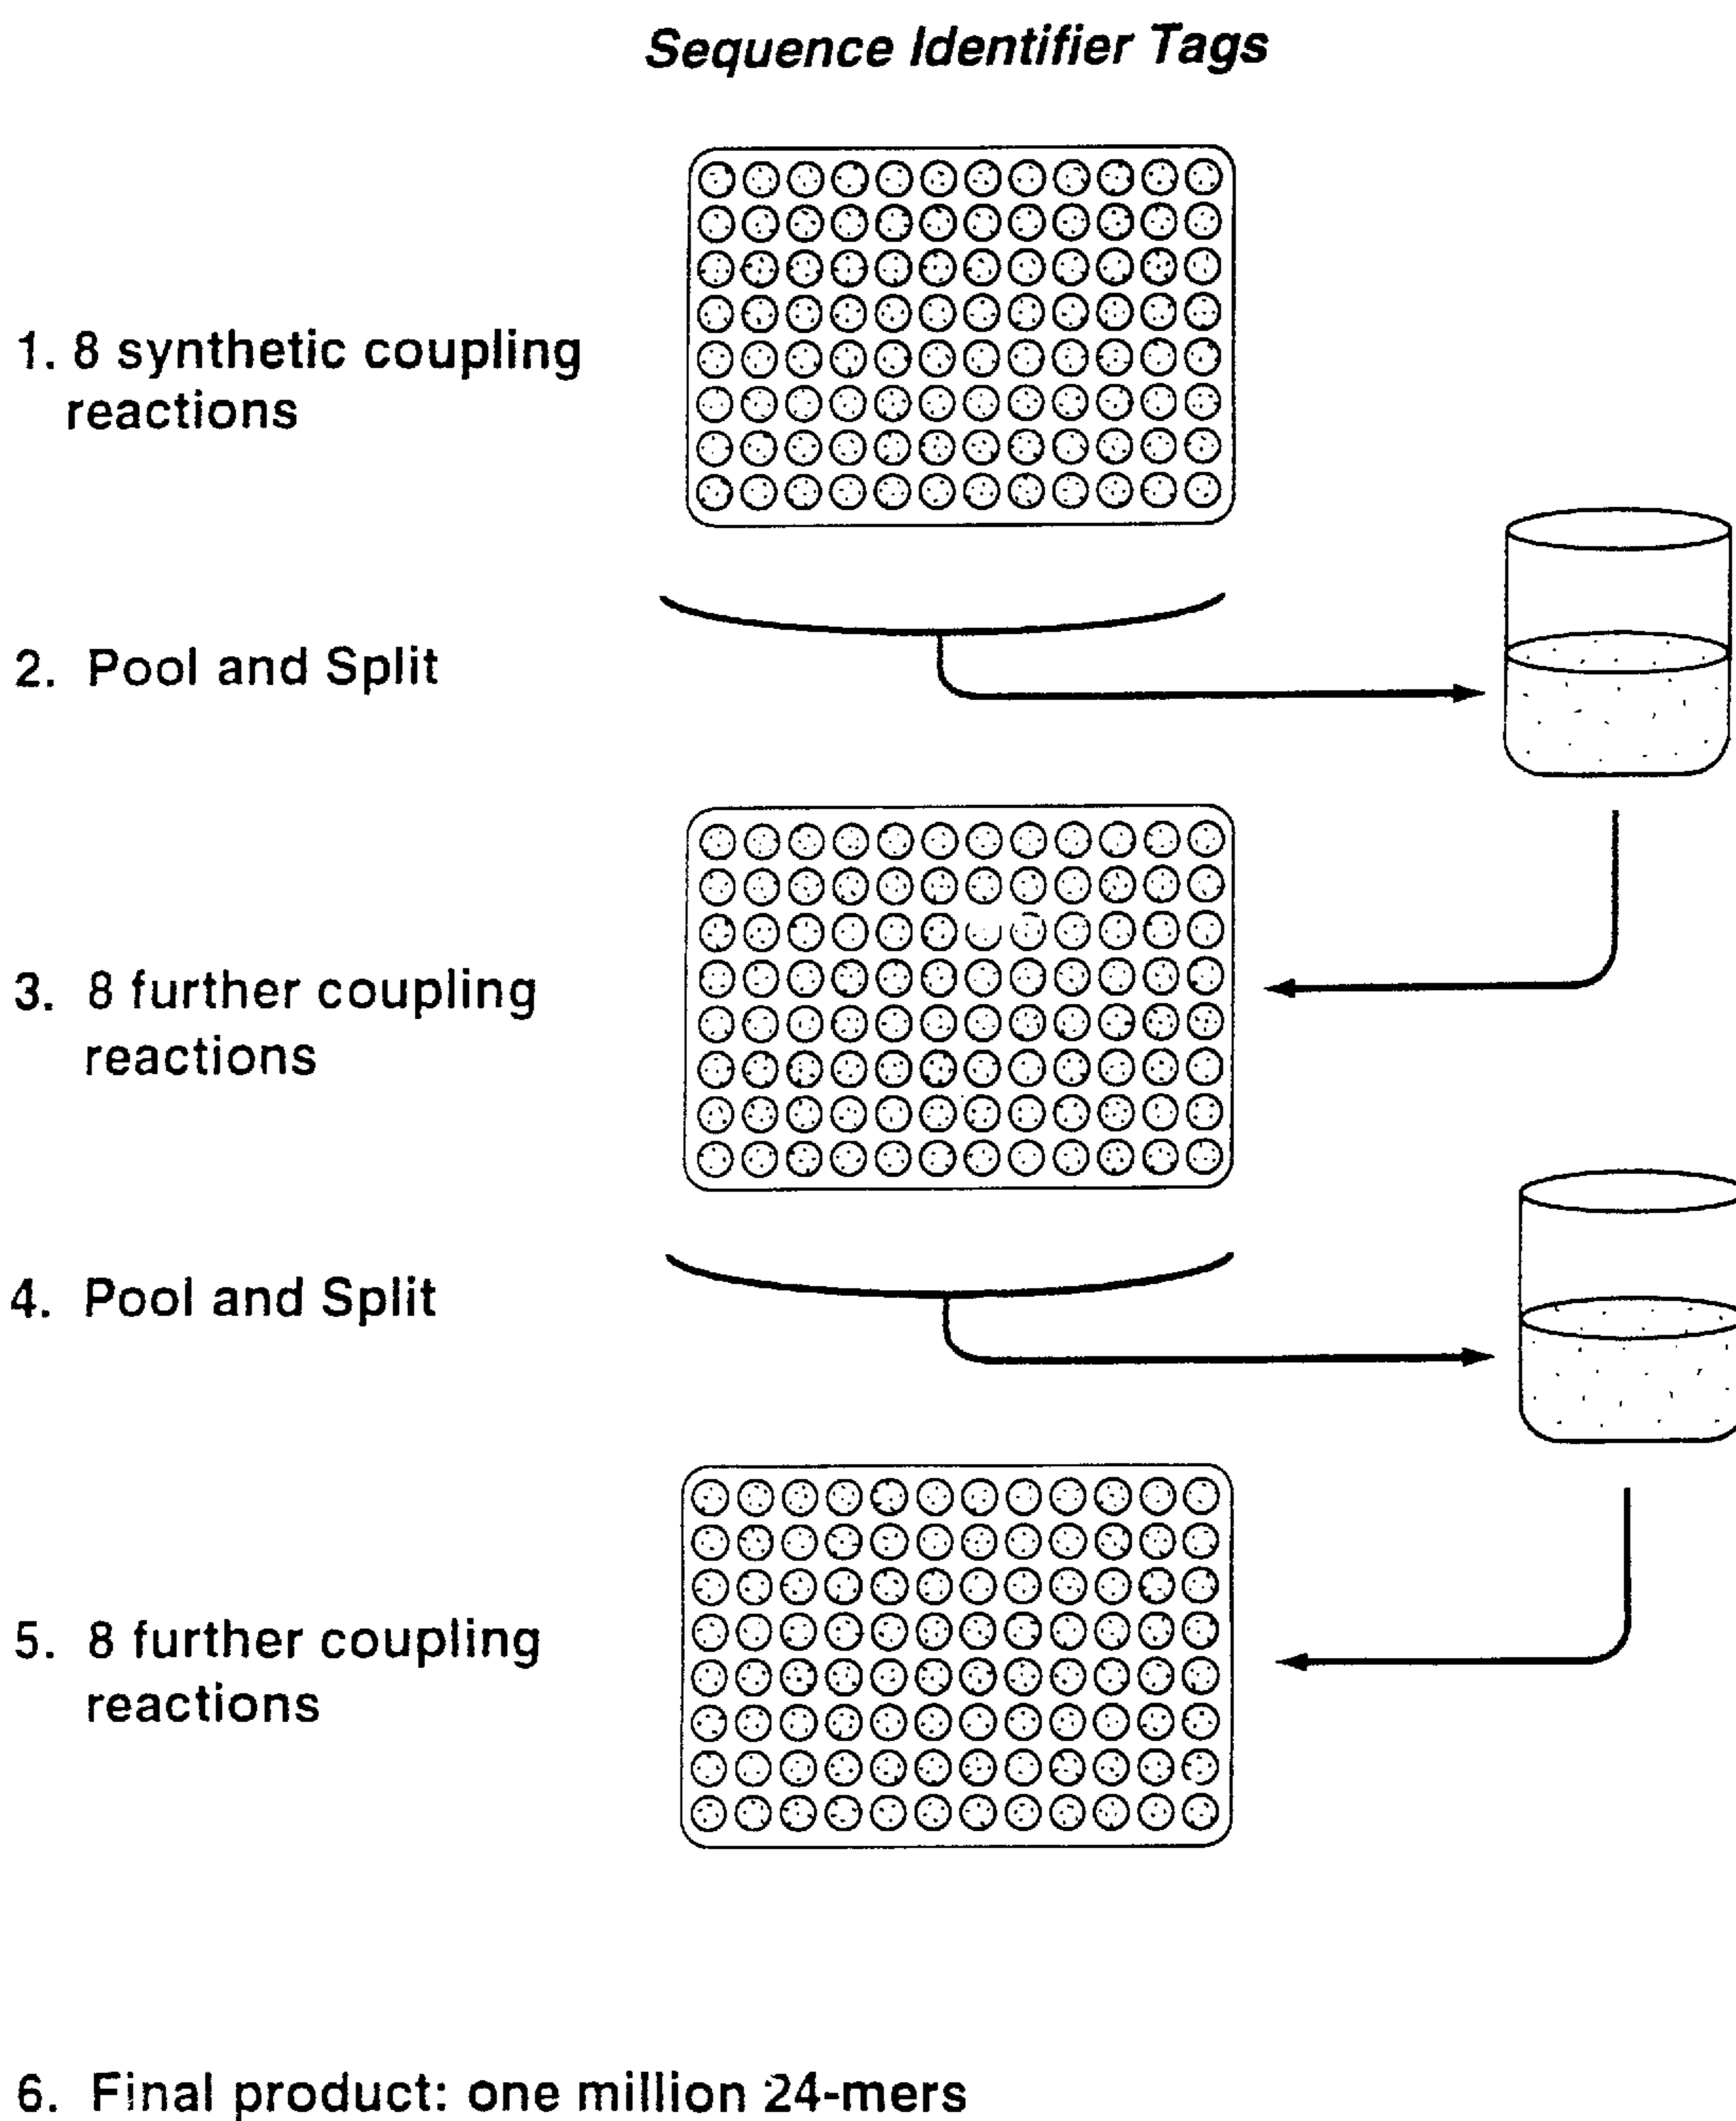 Sequence Identifier Tags
1. 8 synthetic coupling
reactions
2. Pool and Split
3. 8 further coupling
reactions
4. Pool and Split
5. 8 further coupling
reactions
6. Final product: one million 24-mers